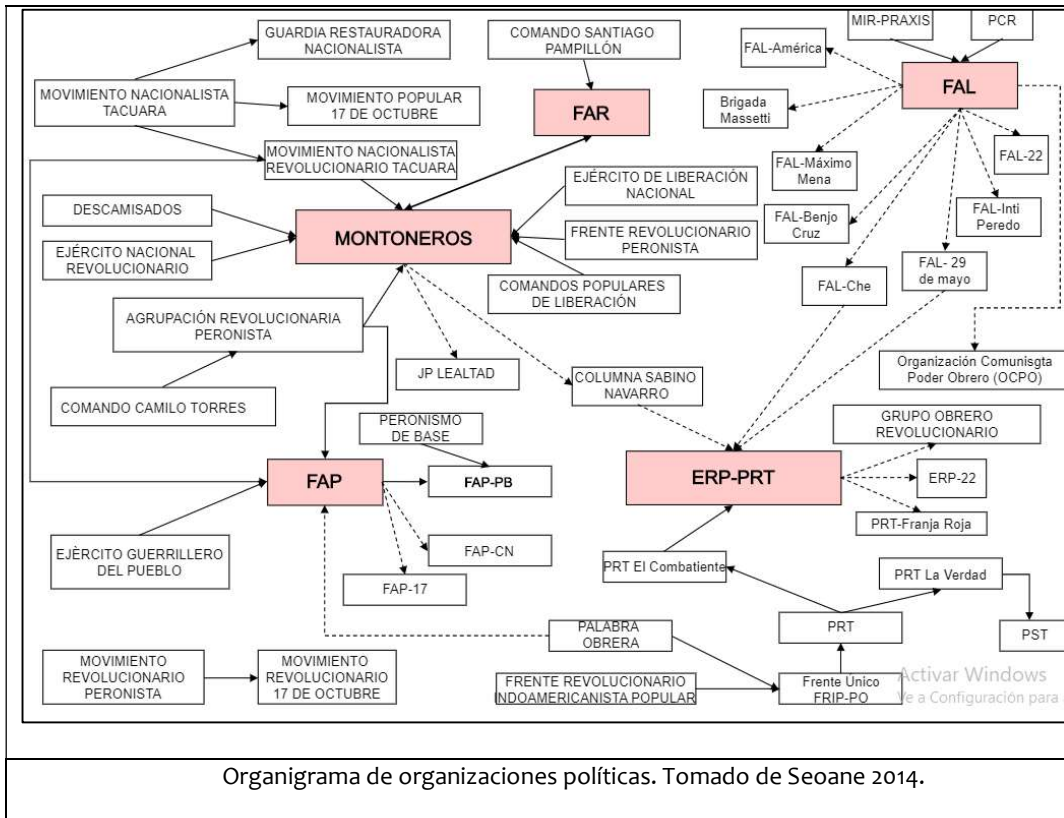 GUARDIA RESTAURADORA
NACIONALISTA
COMANDO SANTIAGO
PAMPILLÓN
MIR-PRAXIS
PCR
FAL-América
FAL
MOVIMIENTO NACIONALISTA
TACUARA
MOVIMIENTO POPULAR
17 DE OCTUBRE
FAR
Brigada
Massetti
MOVIMIENTO NACIONALISTA
REVOLUCIONARIO TACUARA
FAL-Máximo
Mena
FAL-22
EJÉRCITO DE LIBERACIÓN
NACIONAL
DESCAMISADOS
FAL-Benjo
Cruz
FAL-Inti
Peredo
MONTONEROS
FRENTE REVOLUCIONARIO
PERONISTA
EJÉRCITO NACIONAL
REVOLUCIONARIO
FAL- 29
de mayo
FAL-Che
COMANDOS POPULARES
DE LIBERACIÓN
AGRUPACIÓN REVOLUCIONARIA
PERONISTA
JP LEALTAD
Organización Comunisgta
Poder Obrero (OCPO)
COLUMNA SABINO
NAVARRO
COMANDO CAMILO TORRES
PERONISMO
DE BASE
GRUPO OBRERO
REVOLUCIONARIO
FAP
FAP-PB
ERP-PRT
ERP-22
PRT-Franja Roja
EJÈRCITO GUERRILLERO
DEL PUEBLO
FAP-CN
FAP-17
PRT El Combatiente
PRT La Verdad
PALABRA
OBRERA
PRT
PST
MOVIMIENTO
REVOLUCIONARIO
PERONISTA
MOVIMIENTO
REVOLUCIONARIO
17 DE OCTUBRE
FRENTE REVOLUCIONARIO
INDOAMERICANISTA POPULAR
Frente Único
FRIP-PO
Activar Windows
Ve a Configuración para
Organigrama de organizaciones políticas. Tomado de Seoane 2014.